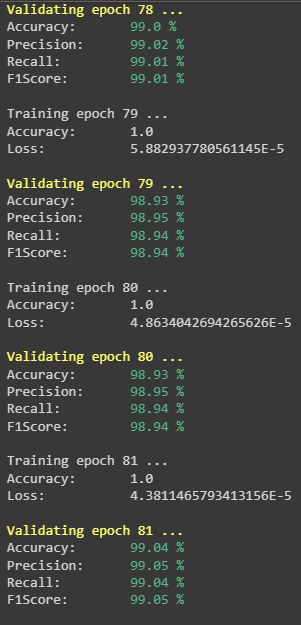 Validating epoch 78 ...
Accuracy: 99.0 %
Precision: 99.02 %
Recall: 99.01 %
F1Score: 99.01 %
Training epoch 79 ...
Accuracy: 1.0
Loss: 5.882937780561145E-5
Validating epoch 79 ...
Accuracy: 98.93 %
Precision: 98.95 %
Recall: 98.94 %
F1Score: 98.94 %
Training epoch 80 ...
Accuracy: 1.0
Loss: 4.8634042694265626E-5
Validating epoch 80 ...
Accuracy: 98.93 %
Precision: 98.95 %
Recall: 98.94 %
F1Score: 98.94 %
Training epoch 81 ...
Accuracy: 1.0
Loss: 4.3811465793413156E-5
Validating epoch 81 ...
Accuracy: 99.04 %
Precision: 99.05 %
Recall: 99.04 %
F1Score: 99.05 %